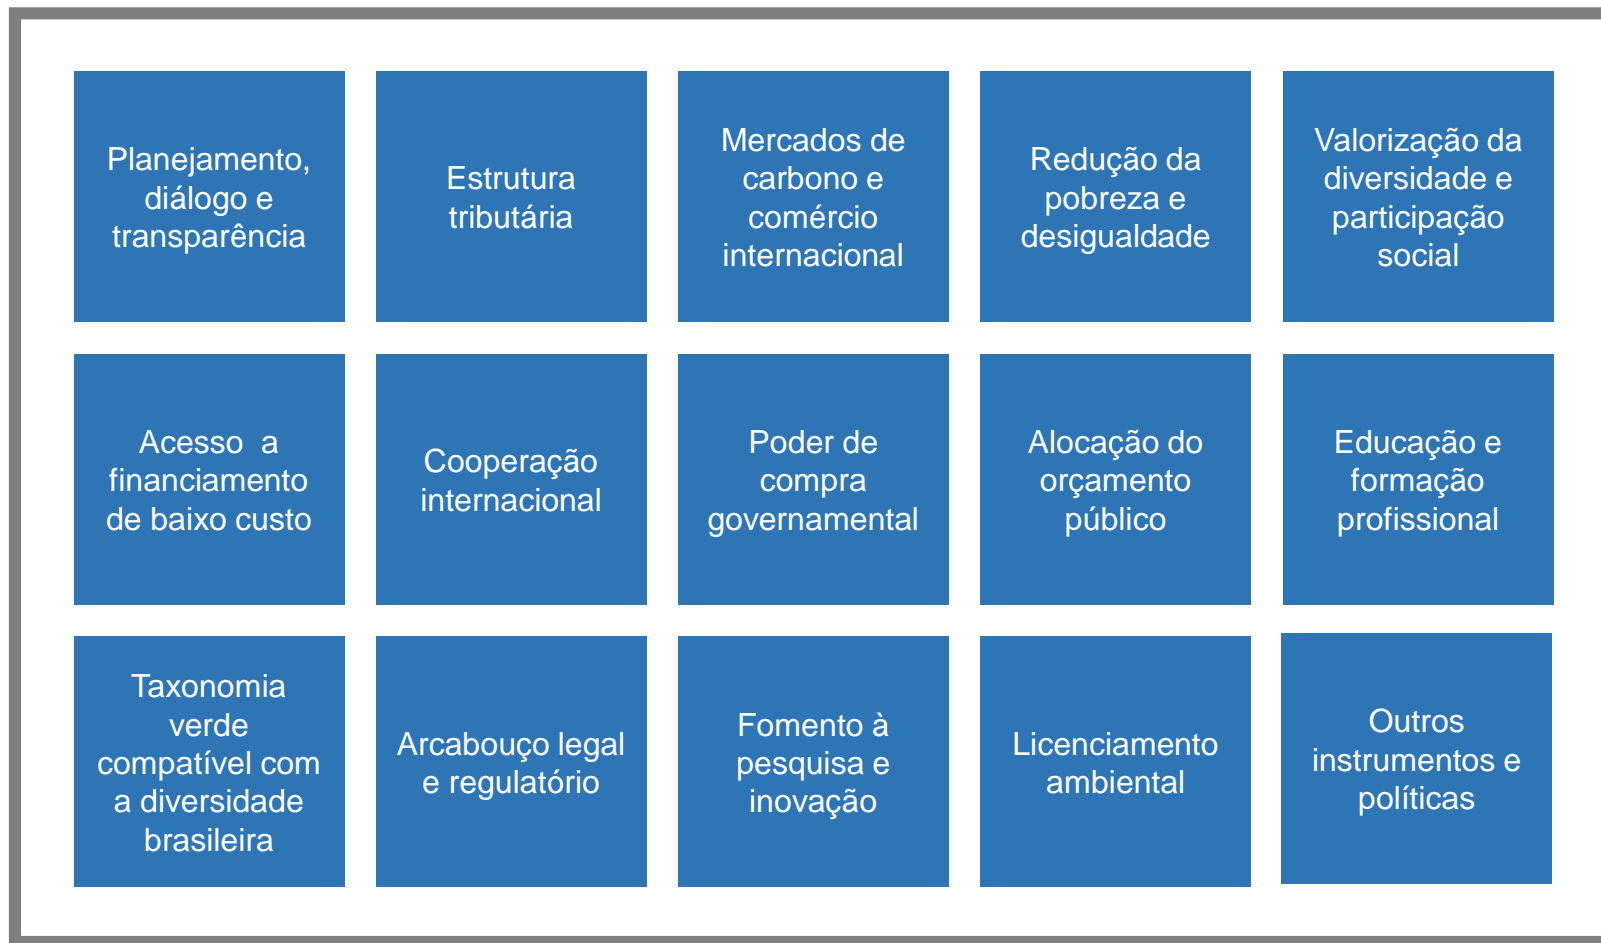 Planejamento,
diálogo e
transparência
Estrutura
tributária
Mercados de
carbono e
comércio
internacional
Redução da
pobreza e
desigualdade
Valorização da
diversidade e
participação
social
Acesso  a
financiamento
de baixo custo
Cooperação
internacional
Poder de
compra
governamental
Alocação do
orçamento
público
Educação e
formação
profissional
Taxonomia
verde
compatível com
a diversidade
brasileira
Arcabouço legal
e regulatório
Fomento à
pesquisa e
inovação
Licenciamento
ambiental
Outros
instrumentos e
políticas